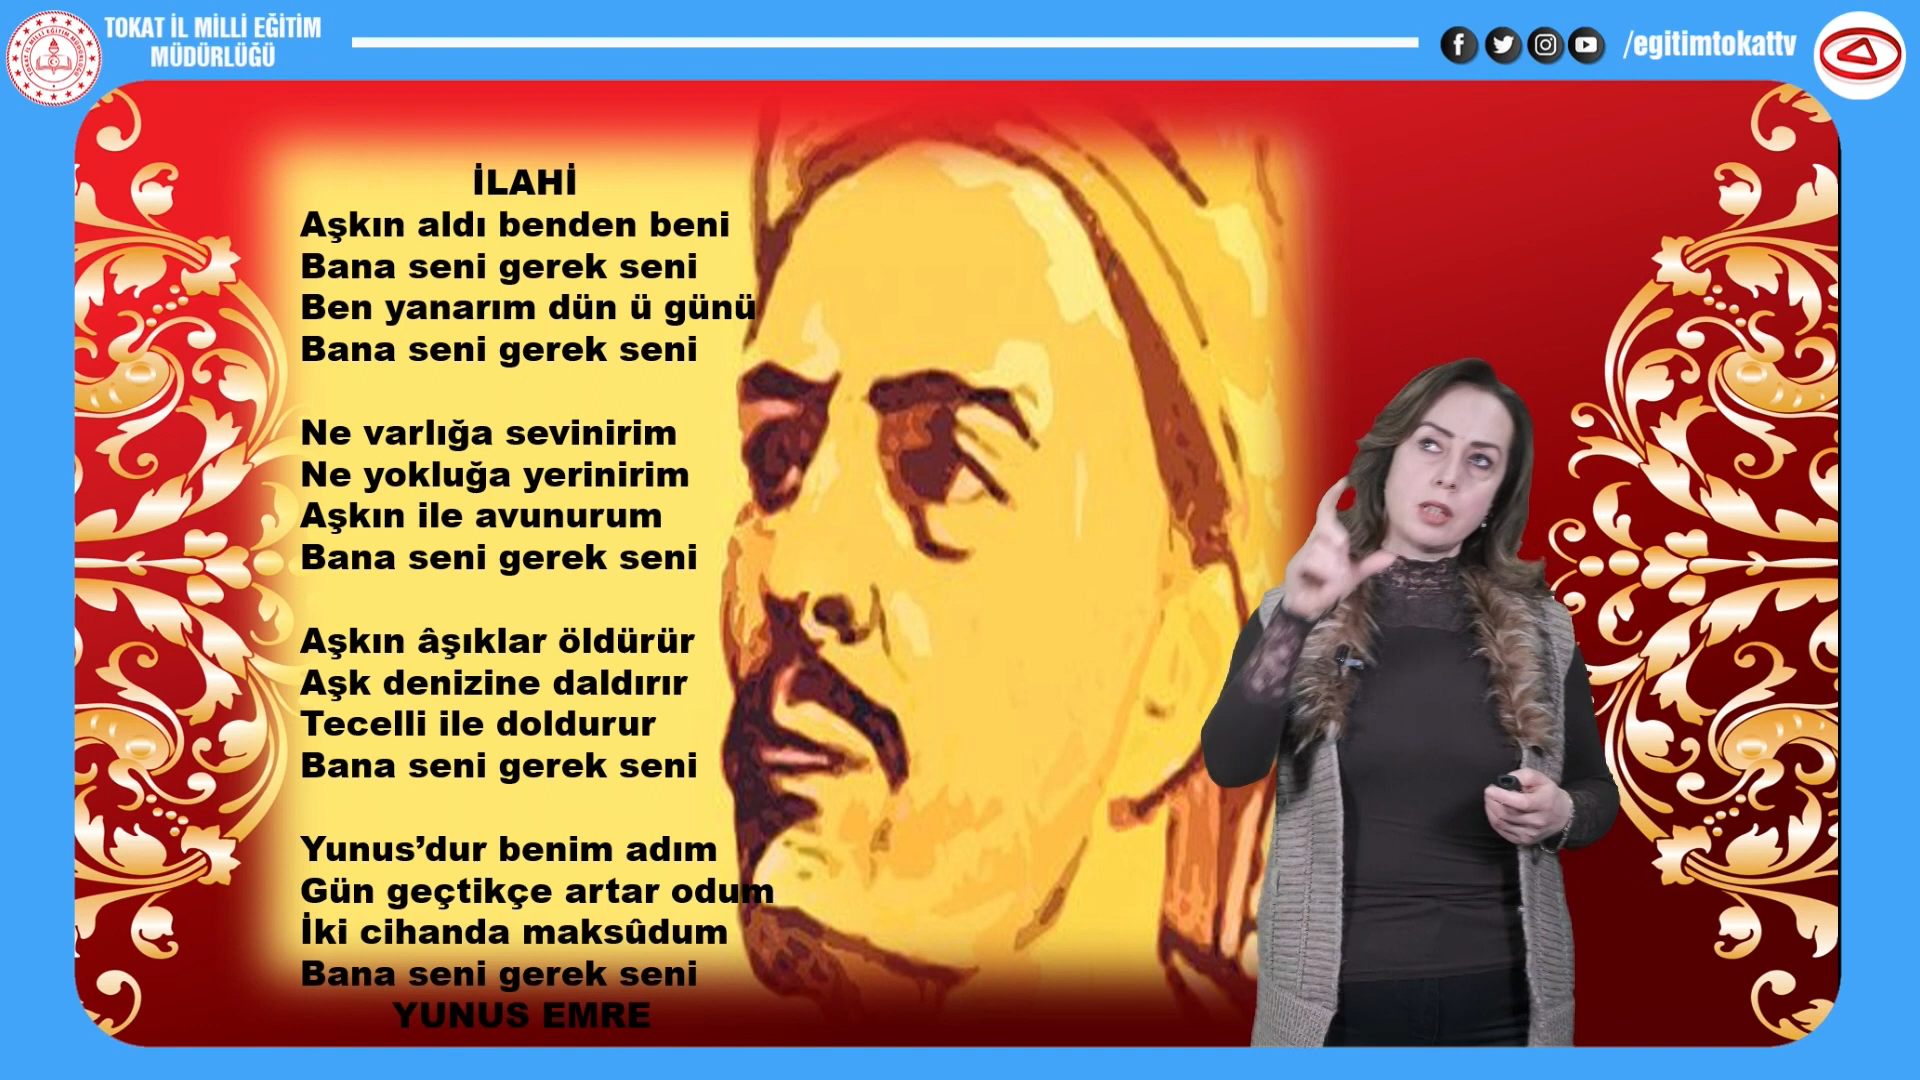 TOKAT İL MİLLİ EĞİTİM
MÜDÜRLÜĞÜ
/egitimtokattv
İLAHİ
Aşkın aldı benden beni
Bana seni gerek seni
Ben yanarım dün ü günü
Bana seni gerek seni
Ne varlığa sevinirim
Ne yokluğa yerinirim
Aşkın ile avunurum
Bana seni gerek seni
Aşkın âşıklar öldürür
Aşk denizine daldırır
Tecelli ile doldurur
Bana seni gerek seni
Yunus’dur benim adım
Gün geçtikçe artar odum
İki cihanda maksûdum
Bana seni gerek seni
YUNUS EMRE